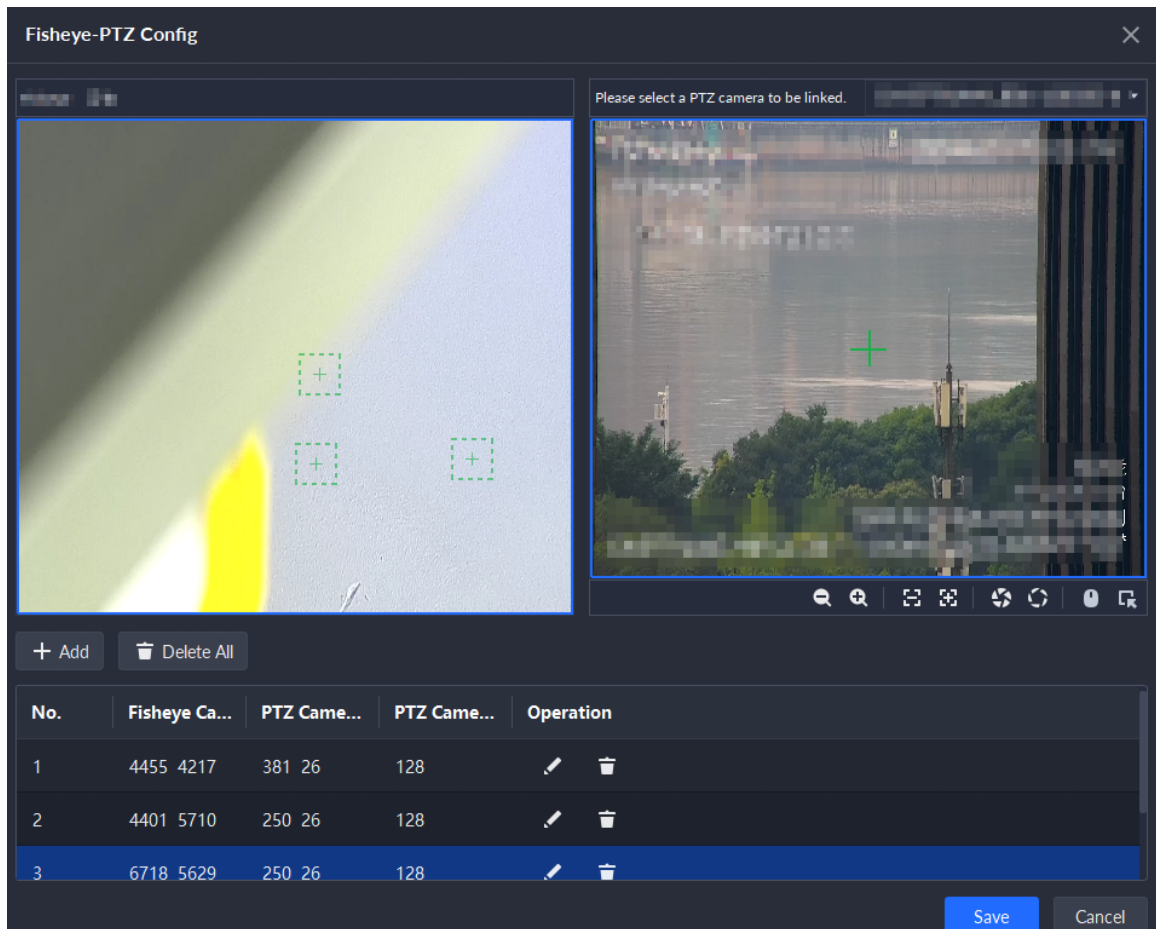 Fisheye-PTZ Config
Please select a PTZ camera to be linked.
Add
Delete All
No. Fisheye Ca... PTZ Came... PTZ Came... Operation
1 4455 4217 381 26 128
2 4401 5710 250 26 128
3 6718 5629 250 26 128
Save Cancel